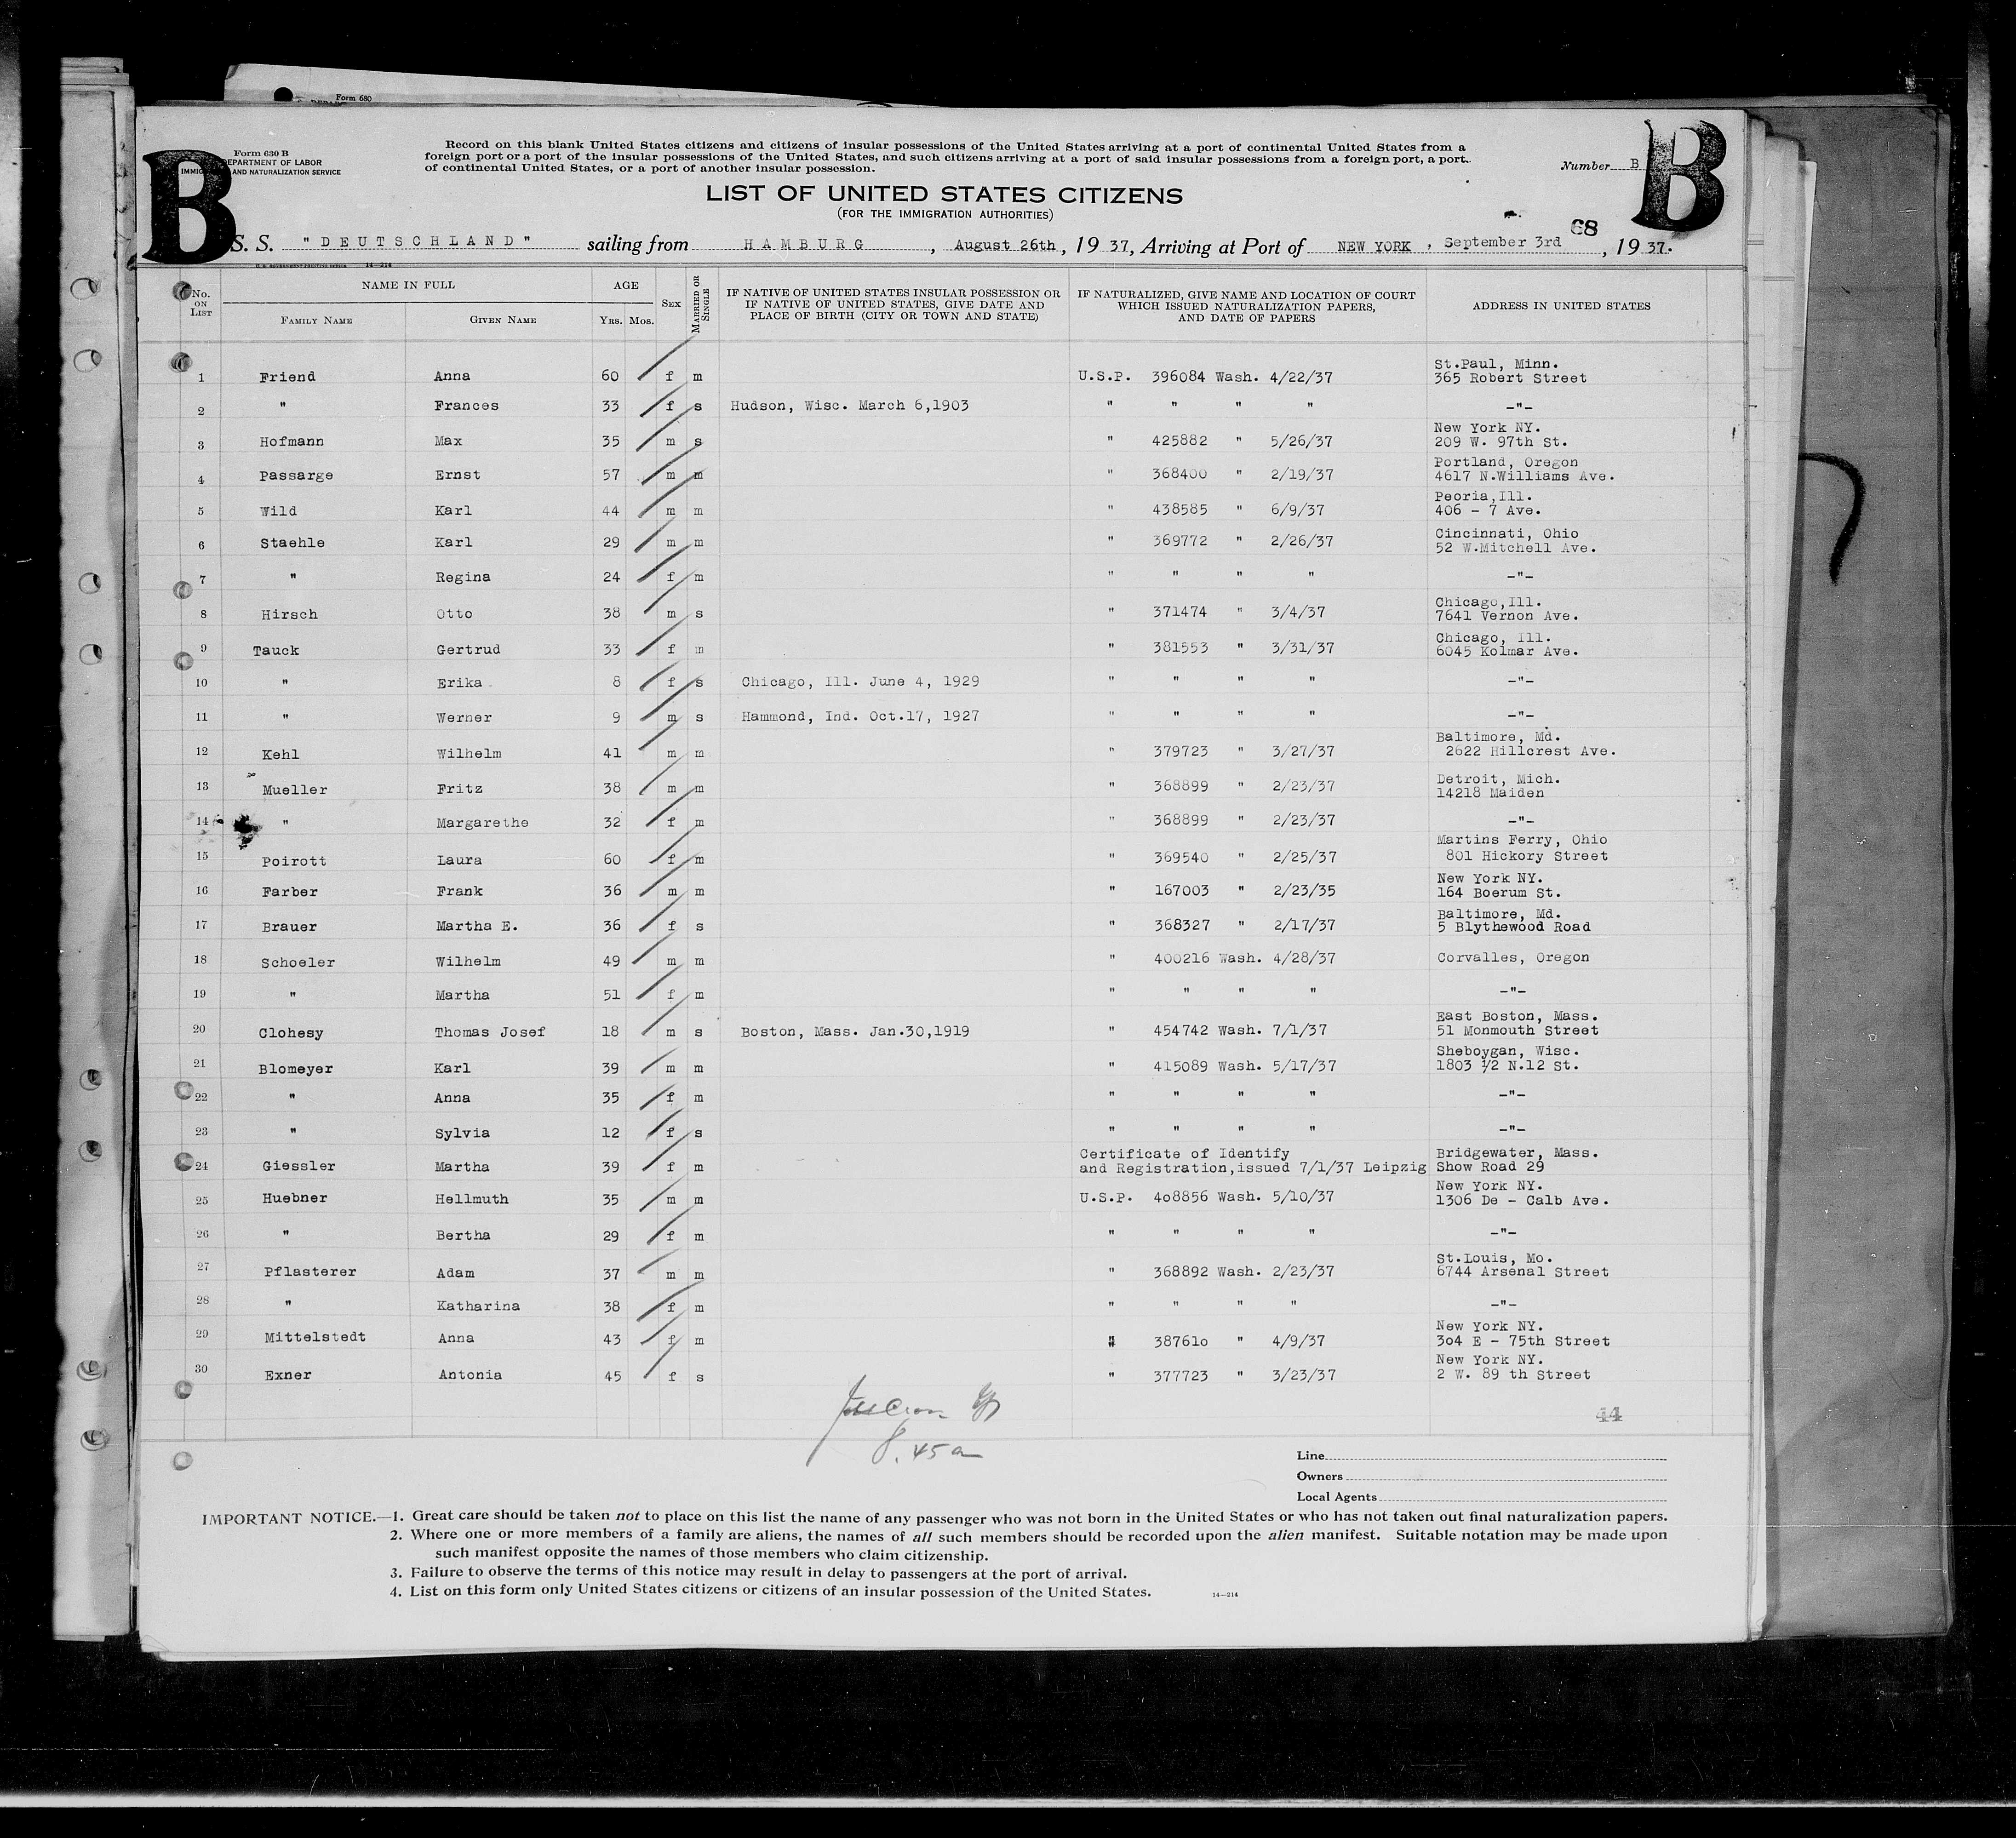 Form 680
B
Form 630 B
DEPARTMENT OF LABOR
AND NATURALIZATION SERVICE
Record on this blank United States citizens and citizens of insular possessions of the United States arriving at a port of continental United States from a
foreign port or a port of the insular possessions of the United States, and such citizens arriving at a port of said insular possessions from a foreign port, a port
of continental United States, or a port of another insular possession.
Number B
B
LIST OF UNITED STATES CITIZENS
(FOR THE IMMIGRATION AUTHORITIES)
68
S. S. "DEUTSCHLAND" sailing from HAMBURG, August 26th, 1937, Arriving at Port of NEW YORK, September 3rd, 1937.
14—214
No. ON LIST NAME IN FULL AGE SEX MARRIED OR SINGLE IF NATIVE OF UNITED STATES INSULAR POSSESSION OR IF NATIVE OF UNITED STATES, GIVE DATE AND PLACE OF BIRTH (CITY OR TOWN AND STATE) IF NATURALIZED, GIVE NAME AND LOCATION OF COURT WHICH ISSUED NATURALIZATION PAPERS, AND DATE OF PAPERS ADDRESS IN UNITED STATES
FAMILY NAME GIVEN NAME YRS. MOS.
St.Paul, Minn.
1 Friend Anna 60 f m U.S.P. 396084 Wash. 4/22/37 365 Robert Street
2 " Frances 33 f s Hudson, Wisc. March 6,1903 " " " " -"-
New York NY.
3 Hofmann Max 35 m s " 425882 " 5/26/37 209 W. 97th St.
Portland, Oregon
4 Passarge Ernst 57 m m " 368400 " 2/19/37 4617 N.Williams Ave.
Peoria,Ill.
5 Wild Karl 44 m m " 438585 " 6/9/37 406 - 7 Ave.
Cincinnati, Ohio
6 Staehle Karl 29 m m " 369772 " 2/26/37 52 W.Mitchell Ave.
7 " Regina 24 f m " " " " -"-
Chicago,Ill.
8 Hirsch Otto 38 m s " 371474 " 3/4/37 7641 Vernon Ave.
Chicago, Ill.
9 Tauck Gertrud 33 f m " 381553 " 3/31/37 6045 Kolmar Ave.
10 " Erika 8 f s Chicago, Ill. June 4, 1929 " " " " -"-
11 " Werner 9 m s Hammond, Ind. Oct.17, 1927 " " " " -"-
Baltimore, Md.
12 Kehl Wilhelm 41 m m " 379723 " 3/27/37 2622 Hillcrest Ave.
Detroit, Mich.
13 Mueller Fritz 38 m m " 368899 " 2/23/37 14218 Maiden
14 " Margarethe 32 f m " 368899 " 2/23/37 -"-
Martins Ferry, Ohio
15 Poirott Laura 60 f m " 369540 " 2/25/37 801 Hickory Street
New York NY.
16 Farber Frank 36 m m " 167003 " 2/23/35 164 Boerum St.
Baltimore, Md.
17 Brauer Martha E. 36 f s " 368327 " 2/17/37 5 Blythewood Road
18 Schoeler Wilhelm 49 m m " 400216 Wash. 4/28/37 Corvalles, Oregon
19 " Martha 51 f m " " " " -"-
East Boston, Mass.
20 Clohesy Thomas Josef 18 m s Boston, Mass. Jan.30,1919 " 454742 Wash. 7/1/37 51 Monmouth Street
Sheboygan, Wisc.
21 Blomeyer Karl 39 m m " 415089 Wash. 5/17/37 1803 1/2 N.12 St.
22 " Anna 35 f m " " " " -"-
23 " Sylvia 12 f s " " " " -"-
Certificate of Identify Bridgewater, Mass.
24 Giessler Martha 39 f m and Registration,issued 7/1/37 Leipzig Show Road 29
New York NY.
25 Huebner Hellmuth 35 m m U.S.P. 4o8856 Wash. 5/10/37 1306 De - Calb Ave.
26 " Bertha 29 f m " " " " -"-
St.Louis, Mo.
27 Pflasterer Adam 37 m m " 368892 Wash. 2/23/37 6744 Arsenal Street
28 " Katharina 38 f m " " " " -"-
New York NY.
29 Mittelstedt Anna 43 f m " 38761o " 4/9/37 3o4 E - 75th Street
New York NY.
30 Exner Antonia 45 f s " 377723 " 3/23/37 2 W. 89 th Street
44
8.45a
Line
Owners
Local Agents
IMPORTANT NOTICE.—1. Great care should be taken not to place on this list the name of any passenger who was not born in the United States or who has not taken out final naturalization papers.
2. Where one or more members of a family are aliens, the names of all such members should be recorded upon the alien manifest. Suitable notation may be made upon
such manifest opposite the names of those members who claim citizenship.
3. Failure to observe the terms of this notice may result in delay to passengers at the port of arrival.
4. List on this form only United States citizens or citizens of an insular possession of the United States. 14—214